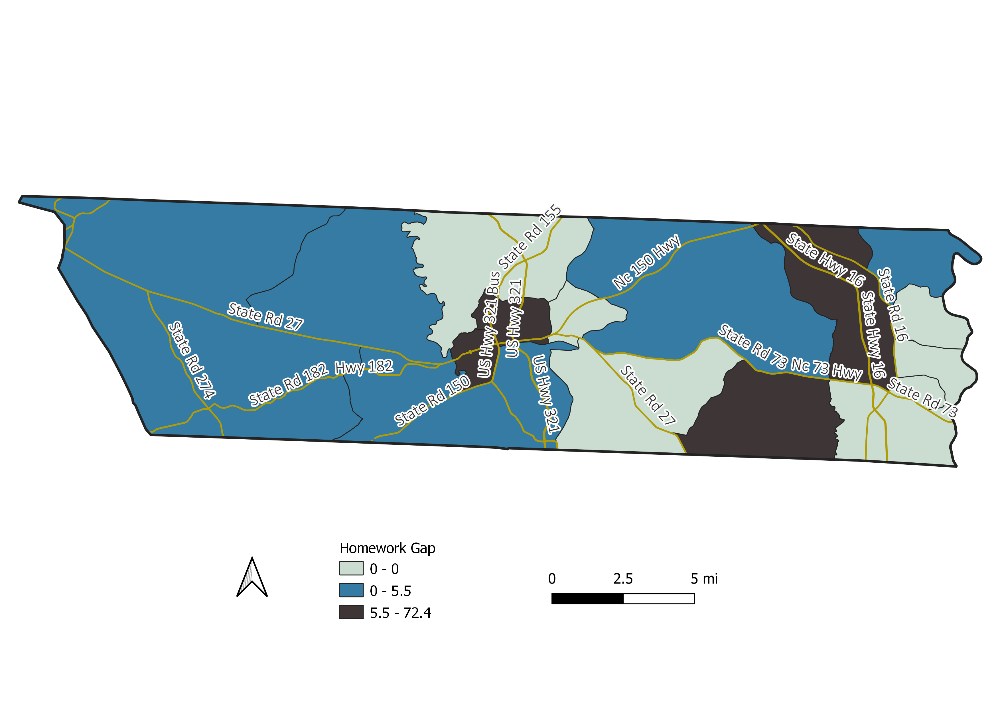 State Rd 155
State Hwy 16
Nc 150 Hwy
State Rd 16
US Hwy 321 Bus
US Hwy 321
State Hwy 16
State Rd 27
State Rd 274
State Rd 73 Nc 73 Hwy
State Rd 182 Hwy 182
US Hwy 321
State Rd 27
State Rd 150
State Rd 73
Homework Gap
0 - 0
0 - 5.5
5.5 - 72.4
0 2.5 5 mi